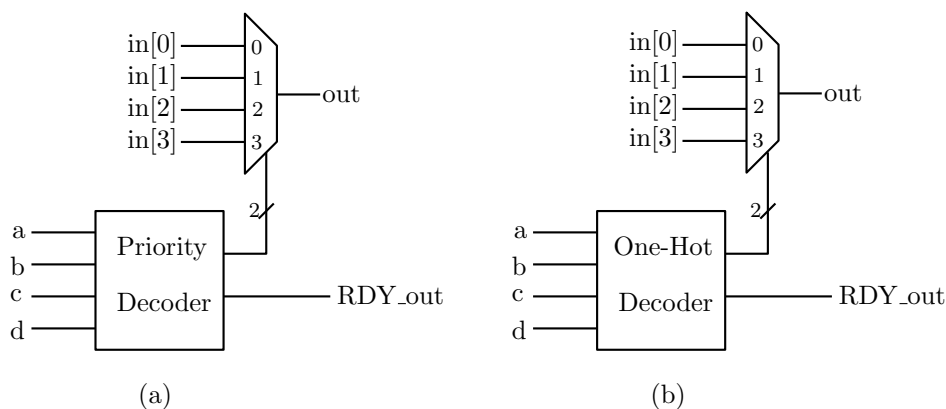 in[0] 0
in[1] 1
in[2] 2
in[3] 3
out
2
a
b
c
d
Priority
Decoder
RDY_out
(a)
in[0] 0
in[1] 1
in[2] 2
in[3] 3
out
2
a
b
c
d
One-Hot
Decoder
RDY_out
(b)